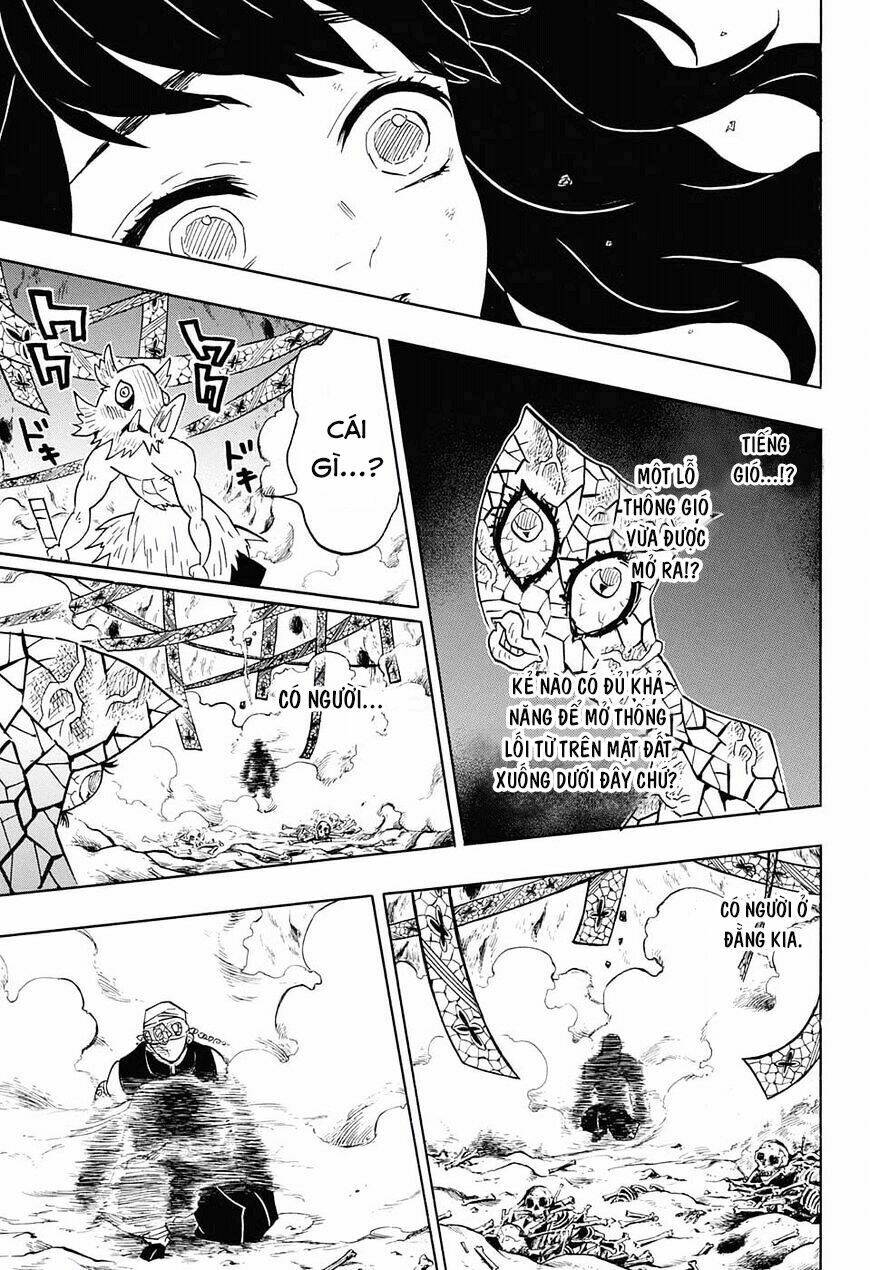 TIẾNG
GIÓ...!?
MỘT LỖ
THÔNG GIÓ
VỪA ĐƯỢC
MỞ RA!?
KẺ NÀO CÓ ĐỦ KHẢ
NĂNG ĐỂ MỞ THÔNG
LỐI TỪ TRÊN MẶT ĐẤT
XUỐNG DƯỚI ĐÂY CHỨ?
CÁI
GÌ...?
ドキ
ドキ
CÓ NGƯỜI...
CÓ NGƯỜI Ở
ĐẰNG KIA.